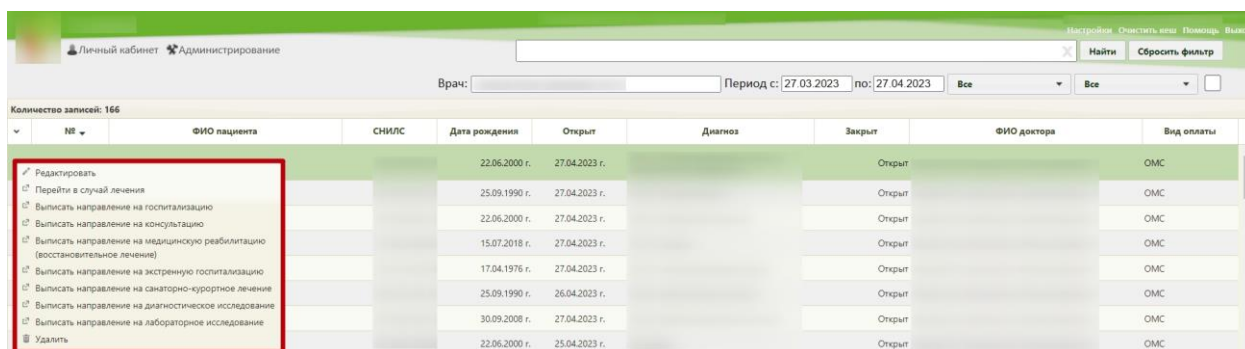 Настройки Очистить кеш Помощь
Личный кабинет Администрирование
Найти Сбросить фильтр
Врач: Период с: 27.03.2023 по: 27.04.2023 Все Все
Количество записей: 166
№ ФИО пациента СНИЛС Дата рождения Открыт Диагноз Закрыт ФИО доктора Вид оплаты
22.06.2000 г. 27.04.2023 г. Открыт ОМС
Редактировать
Перейти в случай лечения
25.09.1990 г. 27.04.2023 г. Открыт ОМС
Выписать направление на госпитализацию
Выписать направление на консультацию
22.06.2000 г. 27.04.2023 г. Открыт ОМС
Выписать направление на медицинскую реабилитацию
(восстановительное лечение)
15.07.2018 г. 27.04.2023 г. Открыт ОМС
Выписать направление на экстренную госпитализацию
17.04.1976 г. 27.04.2023 г. Открыт ОМС
Выписать направление на санаторно-курортное лечение
25.09.1990 г. 26.04.2023 г. Открыт ОМС
Выписать направление на диагностическое исследование
Выписать направление на лабораторное исследование
30.09.2008 г. 27.04.2023 г. Открыт ОМС
Удалить
22.06.2000 г. 25.04.2023 г. Открыт ОМС